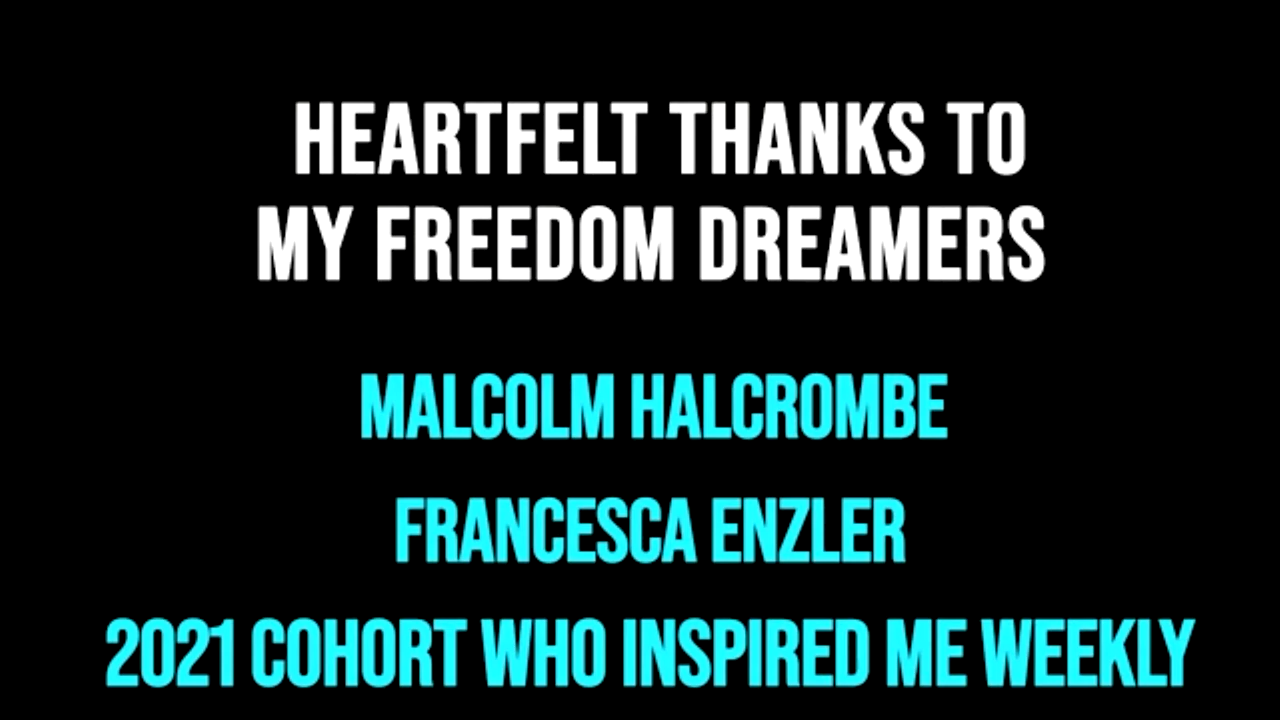 HEARTFELT THANKS TO
MY FREEDOM DREAMERS
MALCOLM HALCROMBE
FRANCESCA ENZLER
2021 COHORT WHO INSPIRED ME WEEKLY